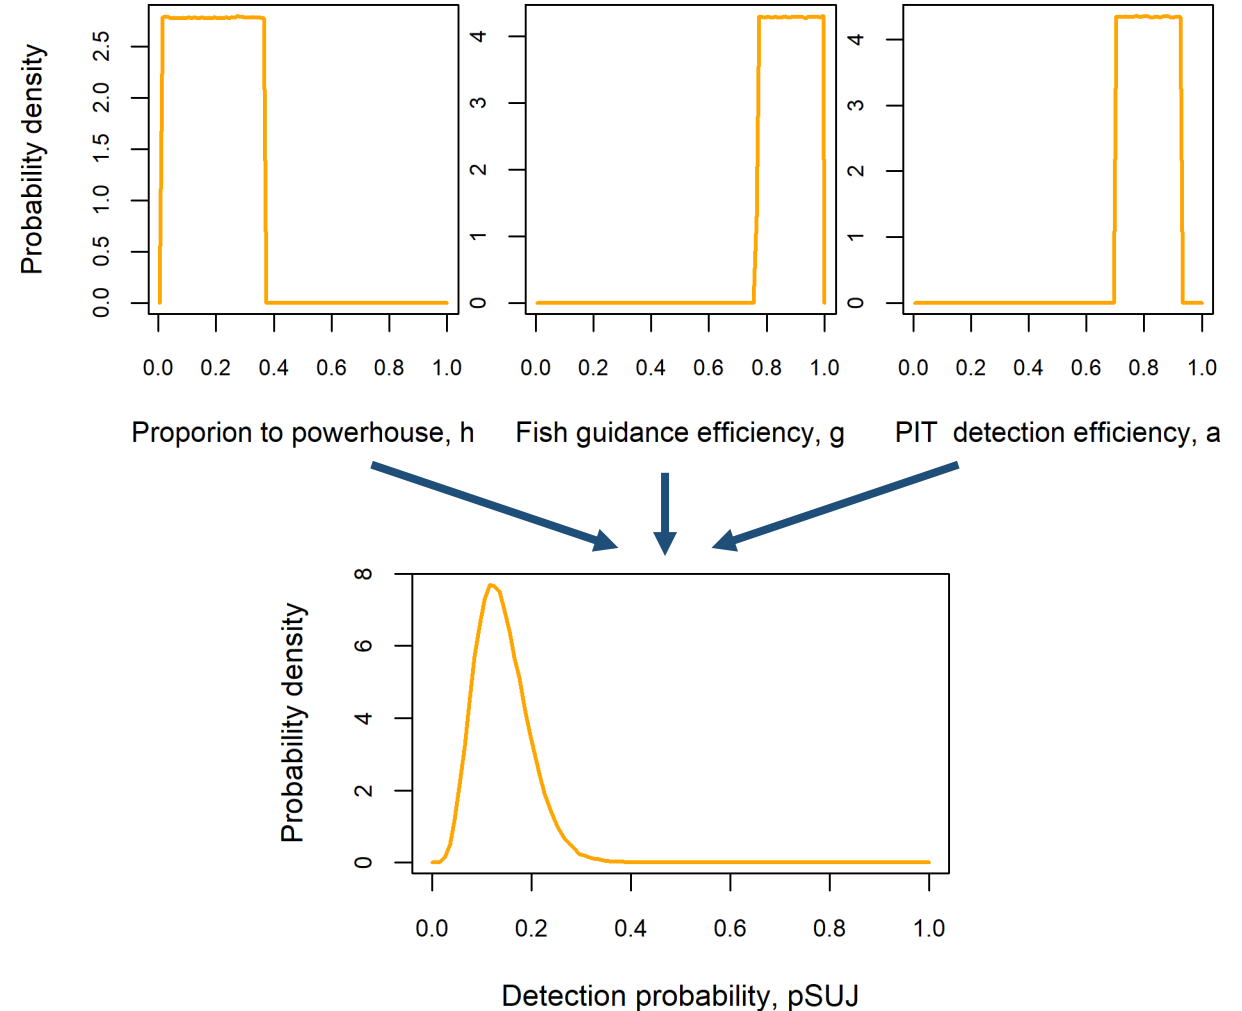 Probability density
0.0 0.5 1.0 1.5 2.0 2.5
0.0 0.2 0.4 0.6 0.8 1.0
Proporion to powerhouse, h
0 1 2 3 4
0.0 0.2 0.4 0.6 0.8 1.0
Fish guidance efficiency, g
0 1 2 3 4
0.0 0.2 0.4 0.6 0.8 1.0
PIT  detection efficiency, a
Probability density
0 2 4 6 8
0.0 0.2 0.4 0.6 0.8 1.0
Detection probability, pSUJ